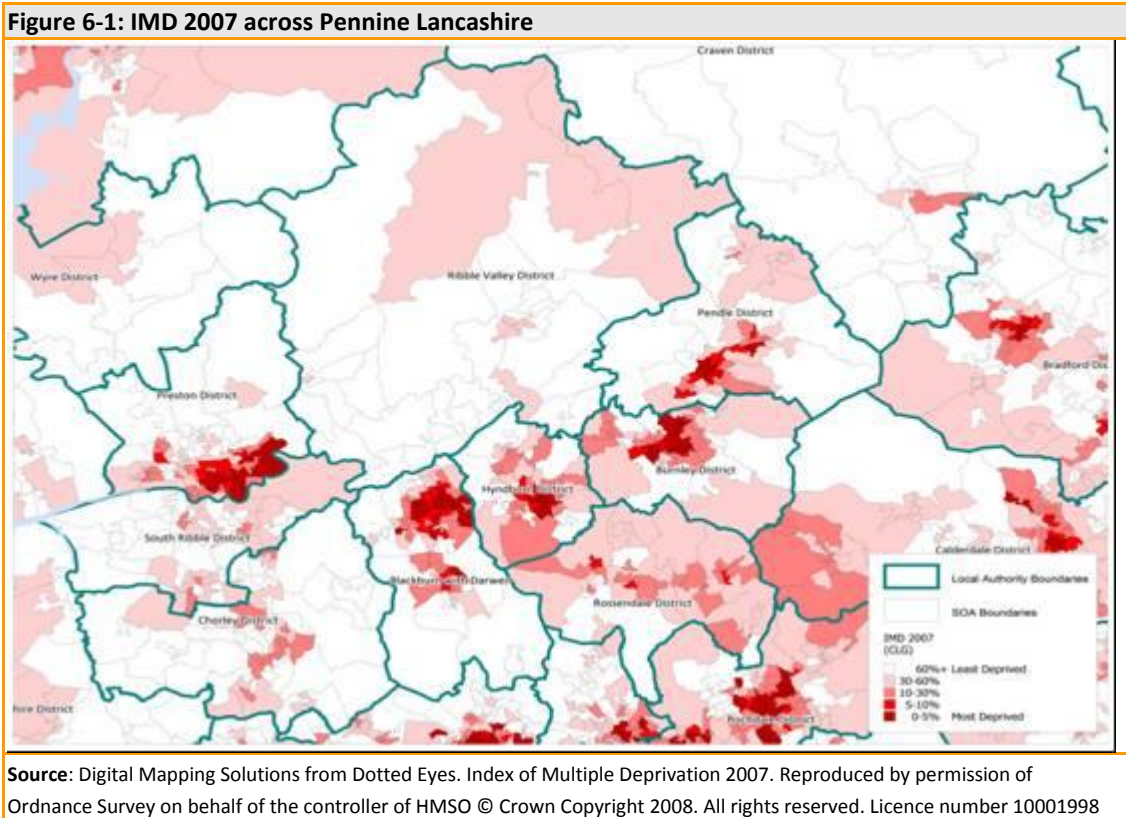 Figure 6-1: IMD 2007 across Pennine Lancashire
Craven District
Wyre District
Ribble Valley District
Pendle District
Bradford Dis
Preston District
Burnley District
Hyndburn District
South Ribble District
Calderdale District
Blackburn with Darwen
Rossendale District
Chorley District
hire District
Rochdale District
Local Authority Boundaries
SOA Boundaries
IMD 2007
(CLG)
60%+ Least Deprived
30-60%
10-30%
5-10%
0-5% Most Deprived
Source: Digital Mapping Solutions from Dotted Eyes. Index of Multiple Deprivation 2007. Reproduced by permission of
Ordnance Survey on behalf of the controller of HMSO © Crown Copyright 2008. All rights reserved. Licence number 10001998